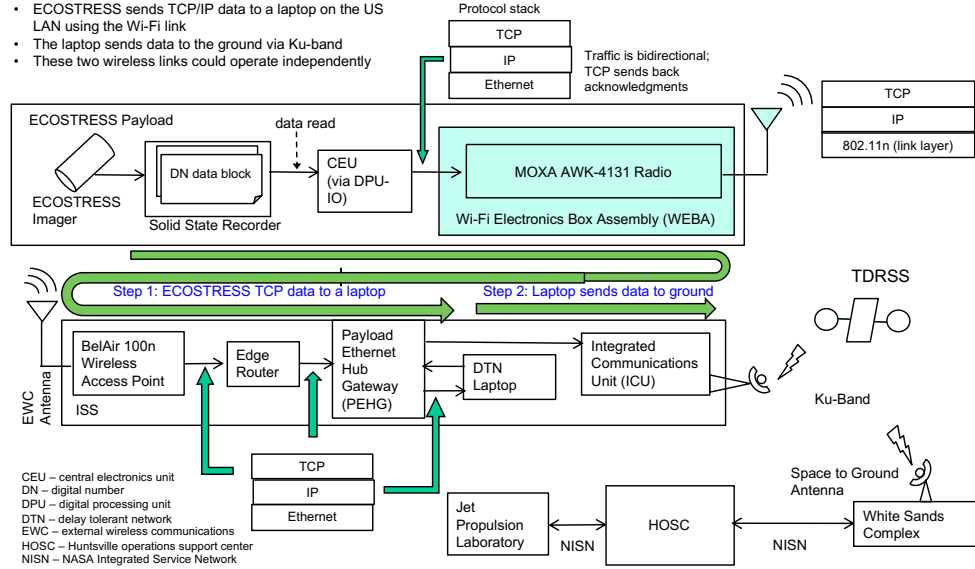 • ECOSTRESS sends TCP/IP data to a laptop on the US
LAN using the Wi-Fi link
• The laptop sends data to the ground via Ku-band
• These two wireless links could operate independently
Protocol stack
TCP
IP
Ethernet
Traffic is bidirectional;
TCP sends back
acknowledgments
TCP
IP
802.11n (link layer)
ECOSTRESS Payload
ECOSTRESS
Imager
DN data block
Solid State Recorder
data read
CEU
(via DPU-
IO)
MOXA AWK-4131 Radio
Wi-Fi Electronics Box Assembly (WEBA)
Step 1: ECOSTRESS TCP data to a laptop
Step 2: Laptop sends data to ground
TDRSS
EWC
Antenna
BelAir 100n
Wireless
Access Point
ISS
Edge
Router
Payload
Ethernet
Hub
Gateway
(PEHG)
DTN
Laptop
Integrated
Communications
Unit (ICU)
Ku-Band
TCP
IP
Ethernet
CEU – central electronics unit
DN – digital number
DPU – digital processing unit
DTN – delay tolerant network
EWC – external wireless communications
HOSC – Huntsville operations support center
NISN – NASA Integrated Service Network
Jet
Propulsion
Laboratory
NISN
HOSC
NISN
Space to Ground
Antenna
White Sands
Complex